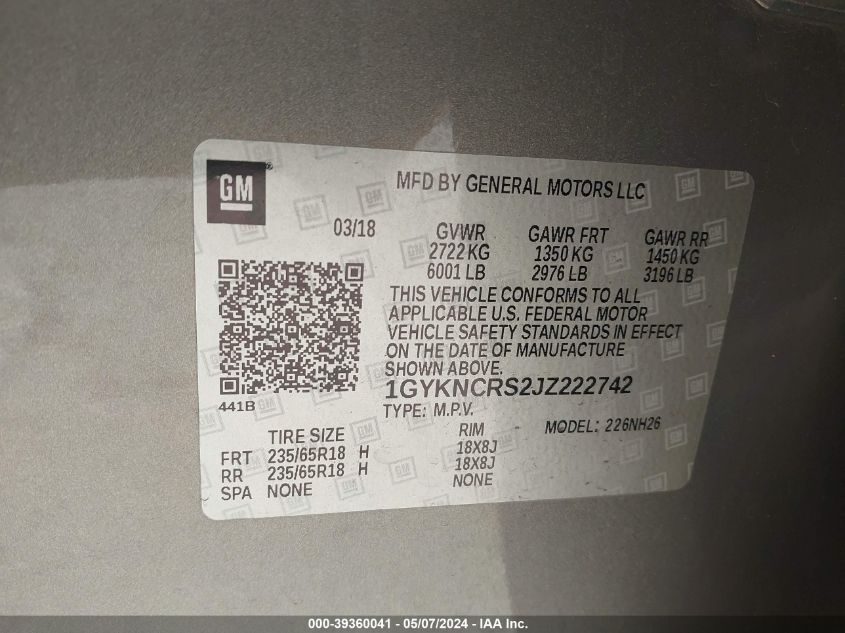 GM
MFD BY GENERAL MOTORS LLC
03/18 GVWR GAWR FRT GAWR RR
2722 KG 1350 KG 1450 KG
6001 LB 2976 LB 3196 LB
THIS VEHICLE CONFORMS TO ALL
APPLICABLE U.S. FEDERAL MOTOR
VEHICLE SAFETY STANDARDS IN EFFECT
ON THE DATE OF MANUFACTURE
SHOWN ABOVE.
1GYKNCRS2JZ222742
441B
TYPE: M.P.V.
MODEL: 226NH26
TIRE SIZE RIM
FRT 235/65R18 H 18X8J
RR 235/65R18 H 18X8J
SPA NONE NONE
000-39360041 - 05/07/2024 - IAA Inc.